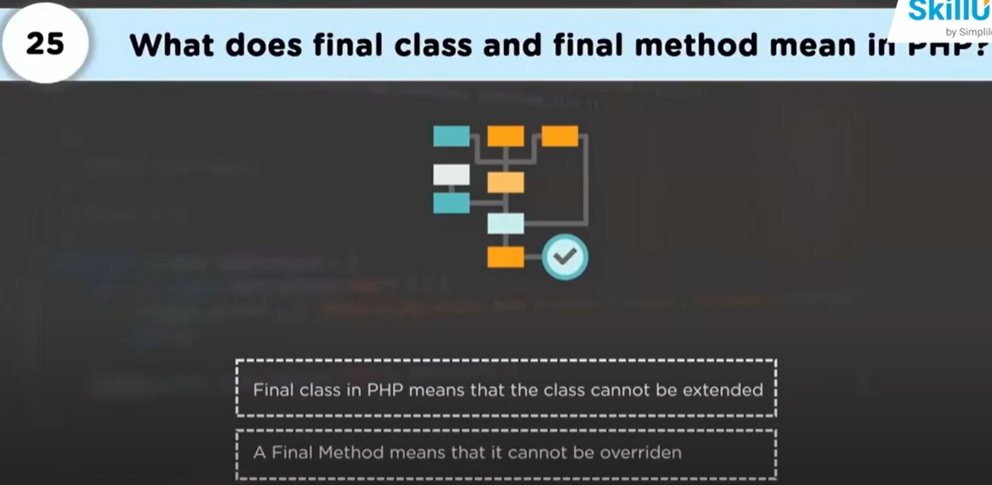 SkillU
by Simplile
25
What does final class and final method mean in PHP?
Final class in PHP means that the class cannot be extended
A Final Method means that it cannot be overriden